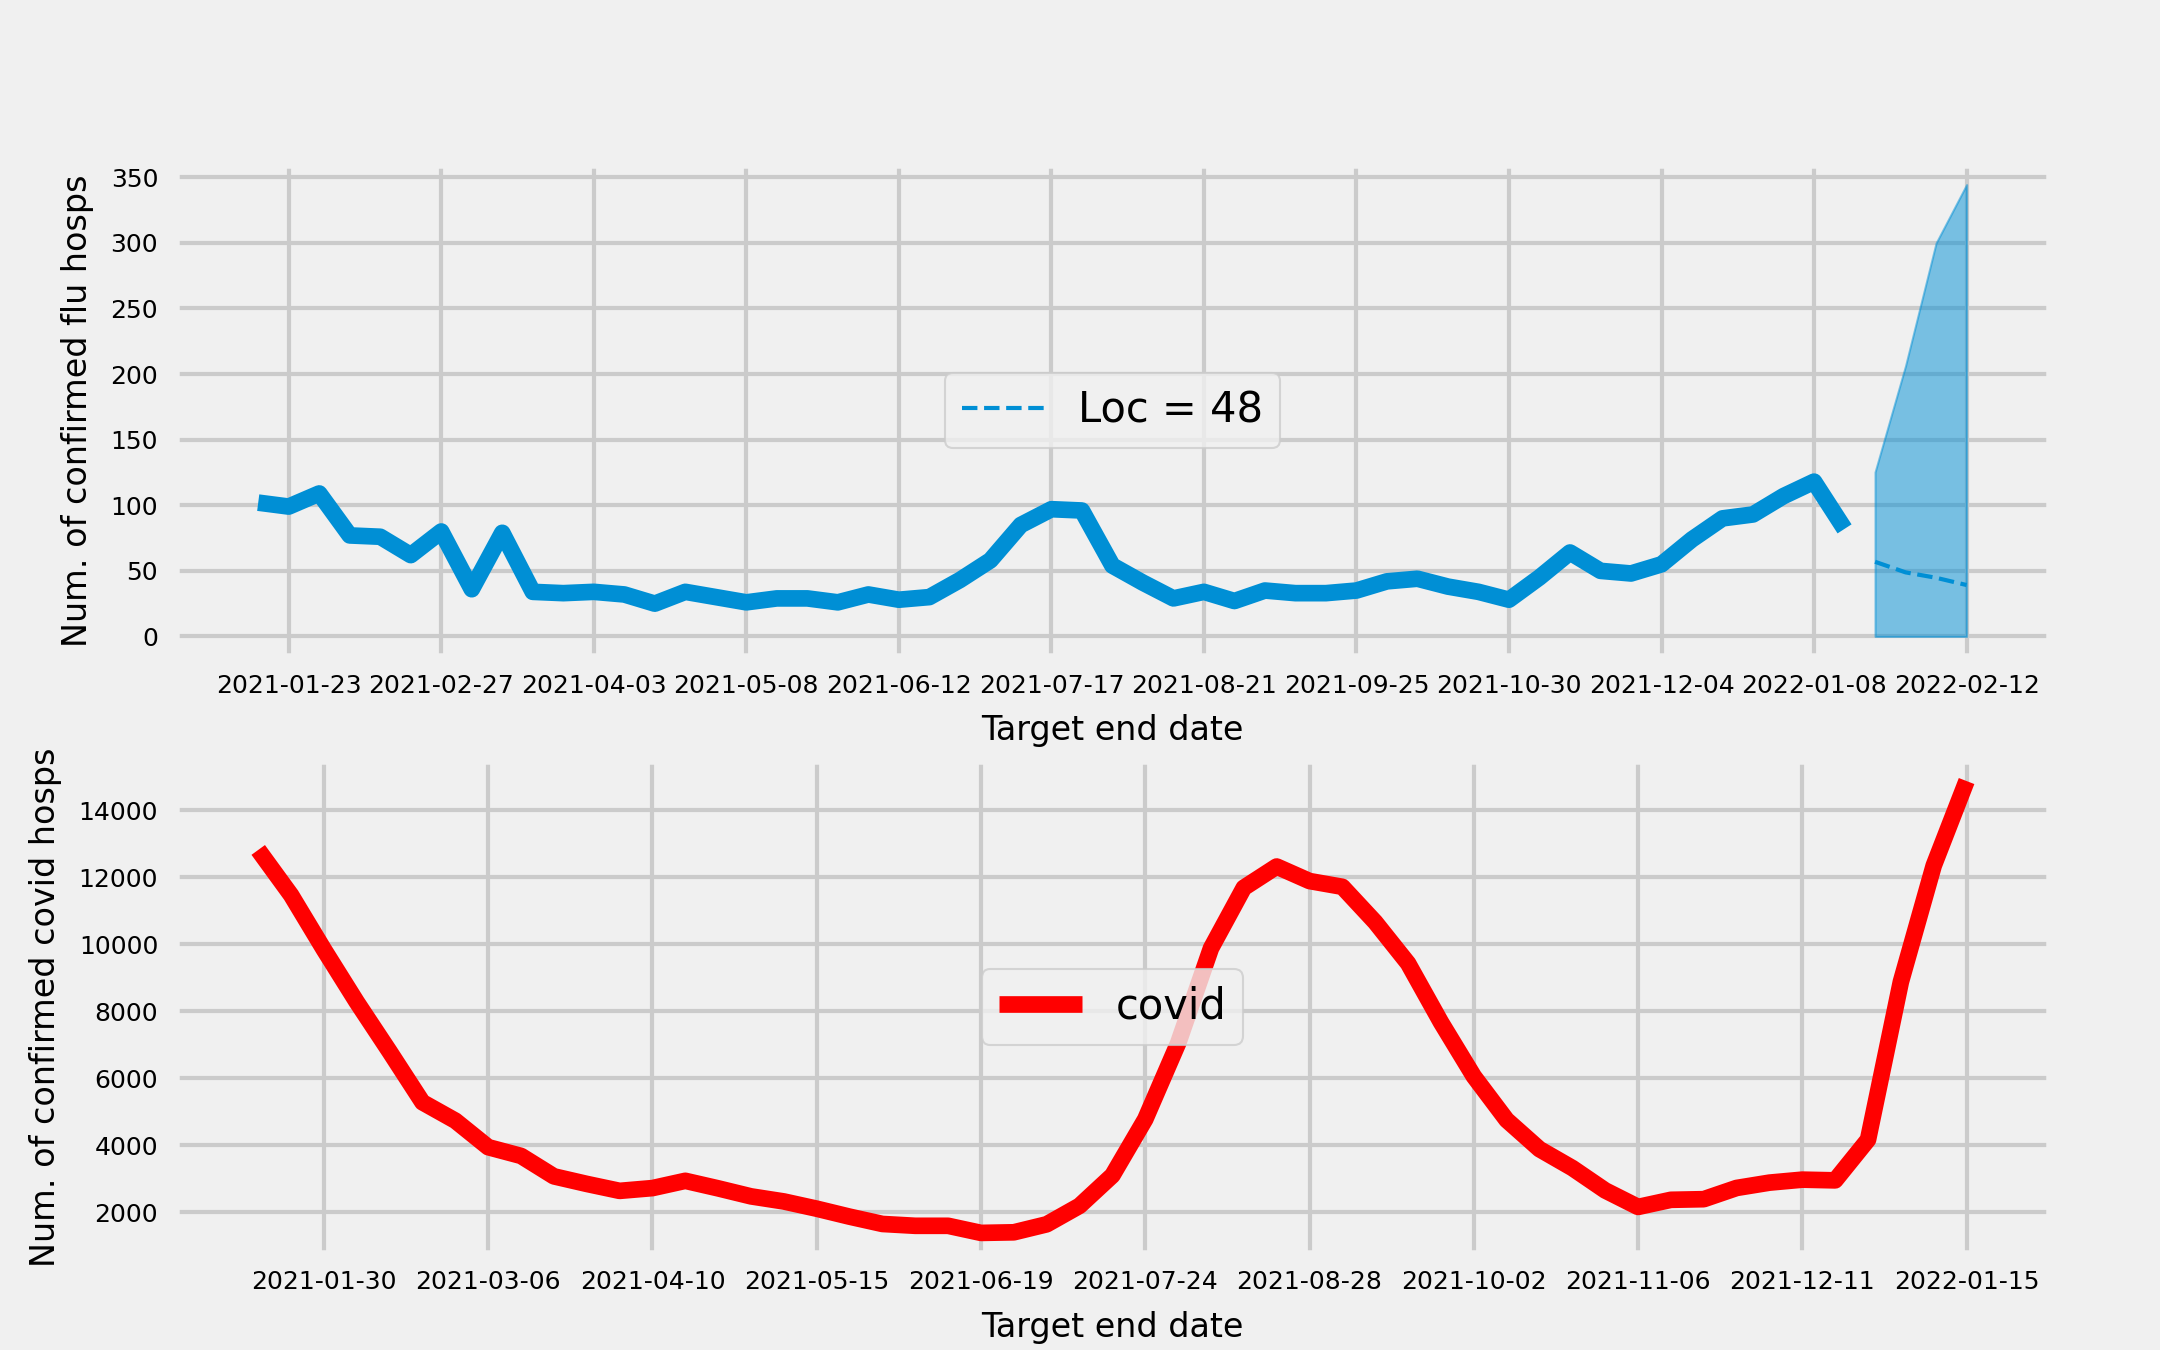 Num. of confirmed flu hosps
350
300
250
200
150
100
50
0
Loc = 48
2021-01-23 2021-02-27 2021-04-03 2021-05-08 2021-06-12 2021-07-17 2021-08-21 2021-09-25 2021-10-30 2021-12-04 2022-01-08 2022-02-12
Target end date
Num. of confirmed covid hosps
14000
12000
10000
8000
6000
4000
2000
covid
2021-01-30 2021-03-06 2021-04-10 2021-05-15 2021-06-19 2021-07-24 2021-08-28 2021-10-02 2021-11-06 2021-12-11 2022-01-15
Target end date